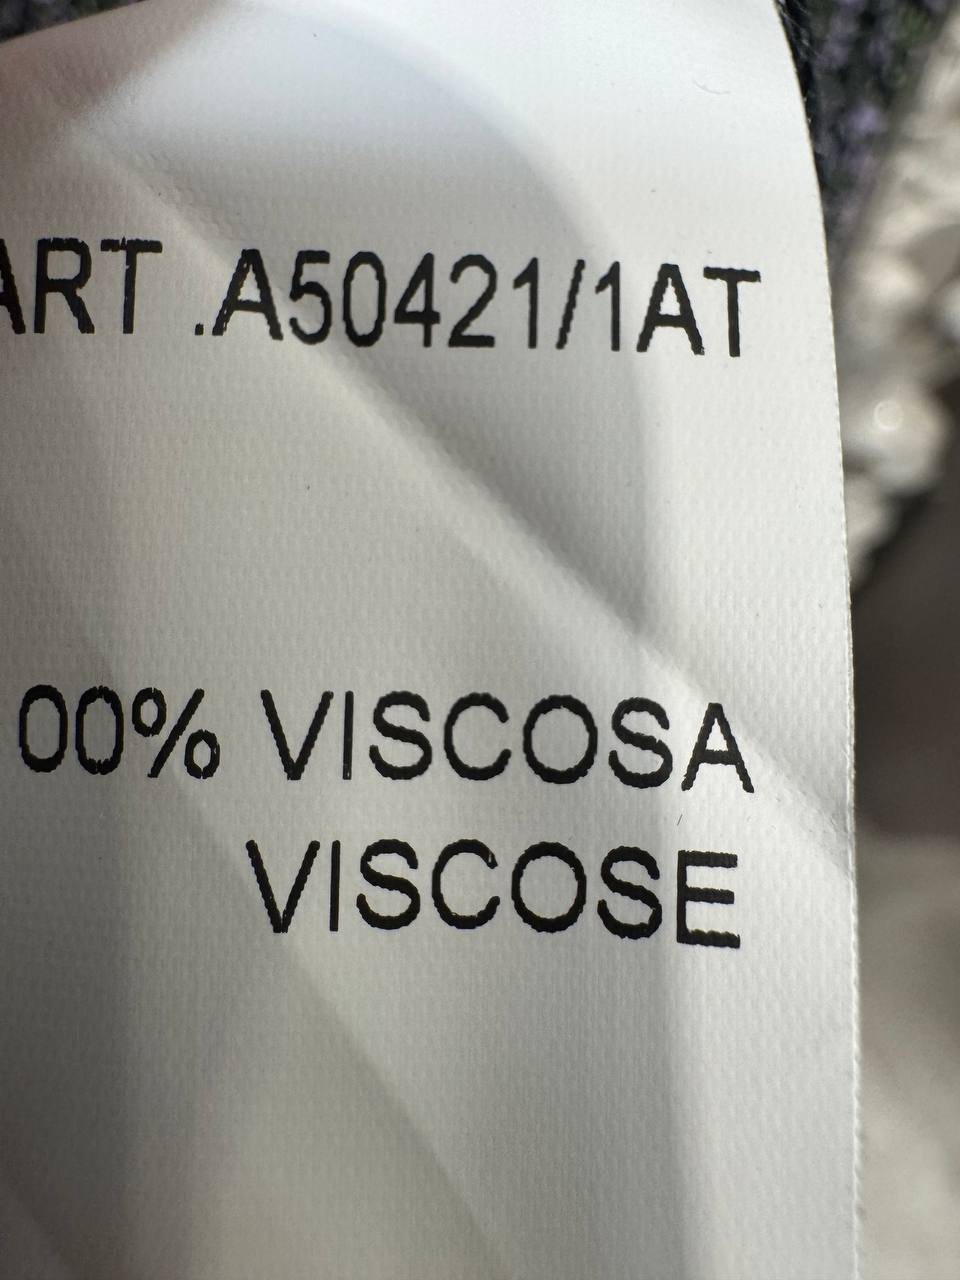 ART .A50421/1AT
00% VISCOSA
VISCOSE